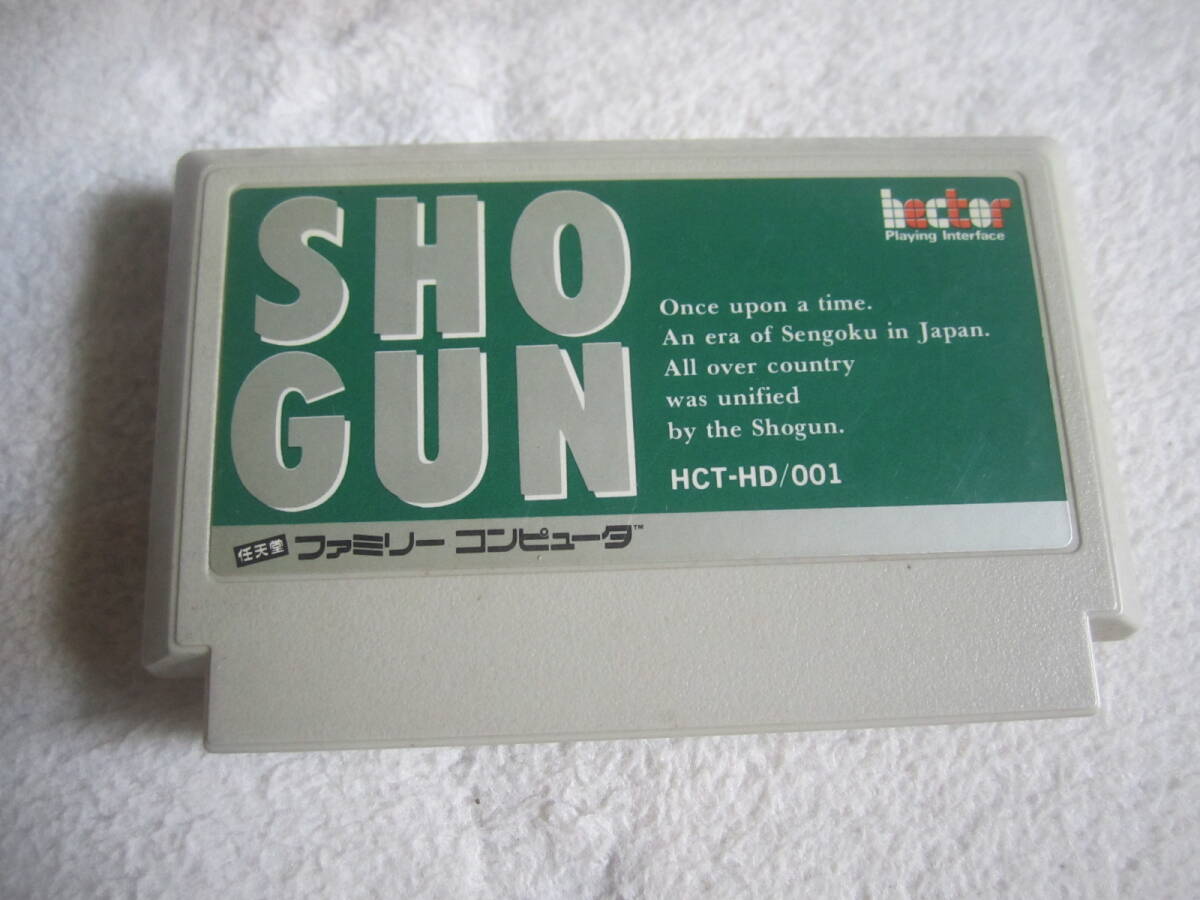 SHO
GUN
hector
Playing Interface
Once upon a time.
An era of Sengoku in Japan.
All over country
was unified
by the Shogun.
HCT-HD/001
任天堂 ファミリー コンピュータ™